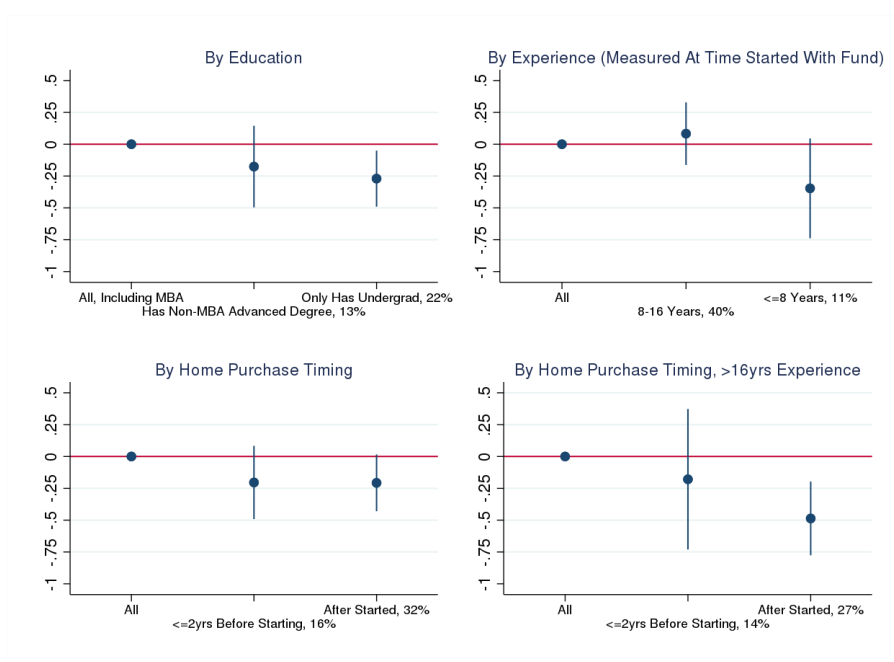 By Education
.5
.25
0
-.25
-.5
-.75
-1
All, Including MBA
Only Has Undergrad, 22%
Has Non-MBA Advanced Degree, 13%
By Experience (Measured At Time Started With Fund)
.5
.25
0
-.25
-.5
-.75
-1
All
<=8 Years, 11%
8-16 Years, 40%
By Home Purchase Timing
.5
.25
0
-.25
-.5
-.75
-1
All
After Started, 32%
<=2yrs Before Starting, 16%
By Home Purchase Timing, >16yrs Experience
.5
.25
0
-.25
-.5
-.75
-1
All
After Started, 27%
<=2yrs Before Starting, 14%